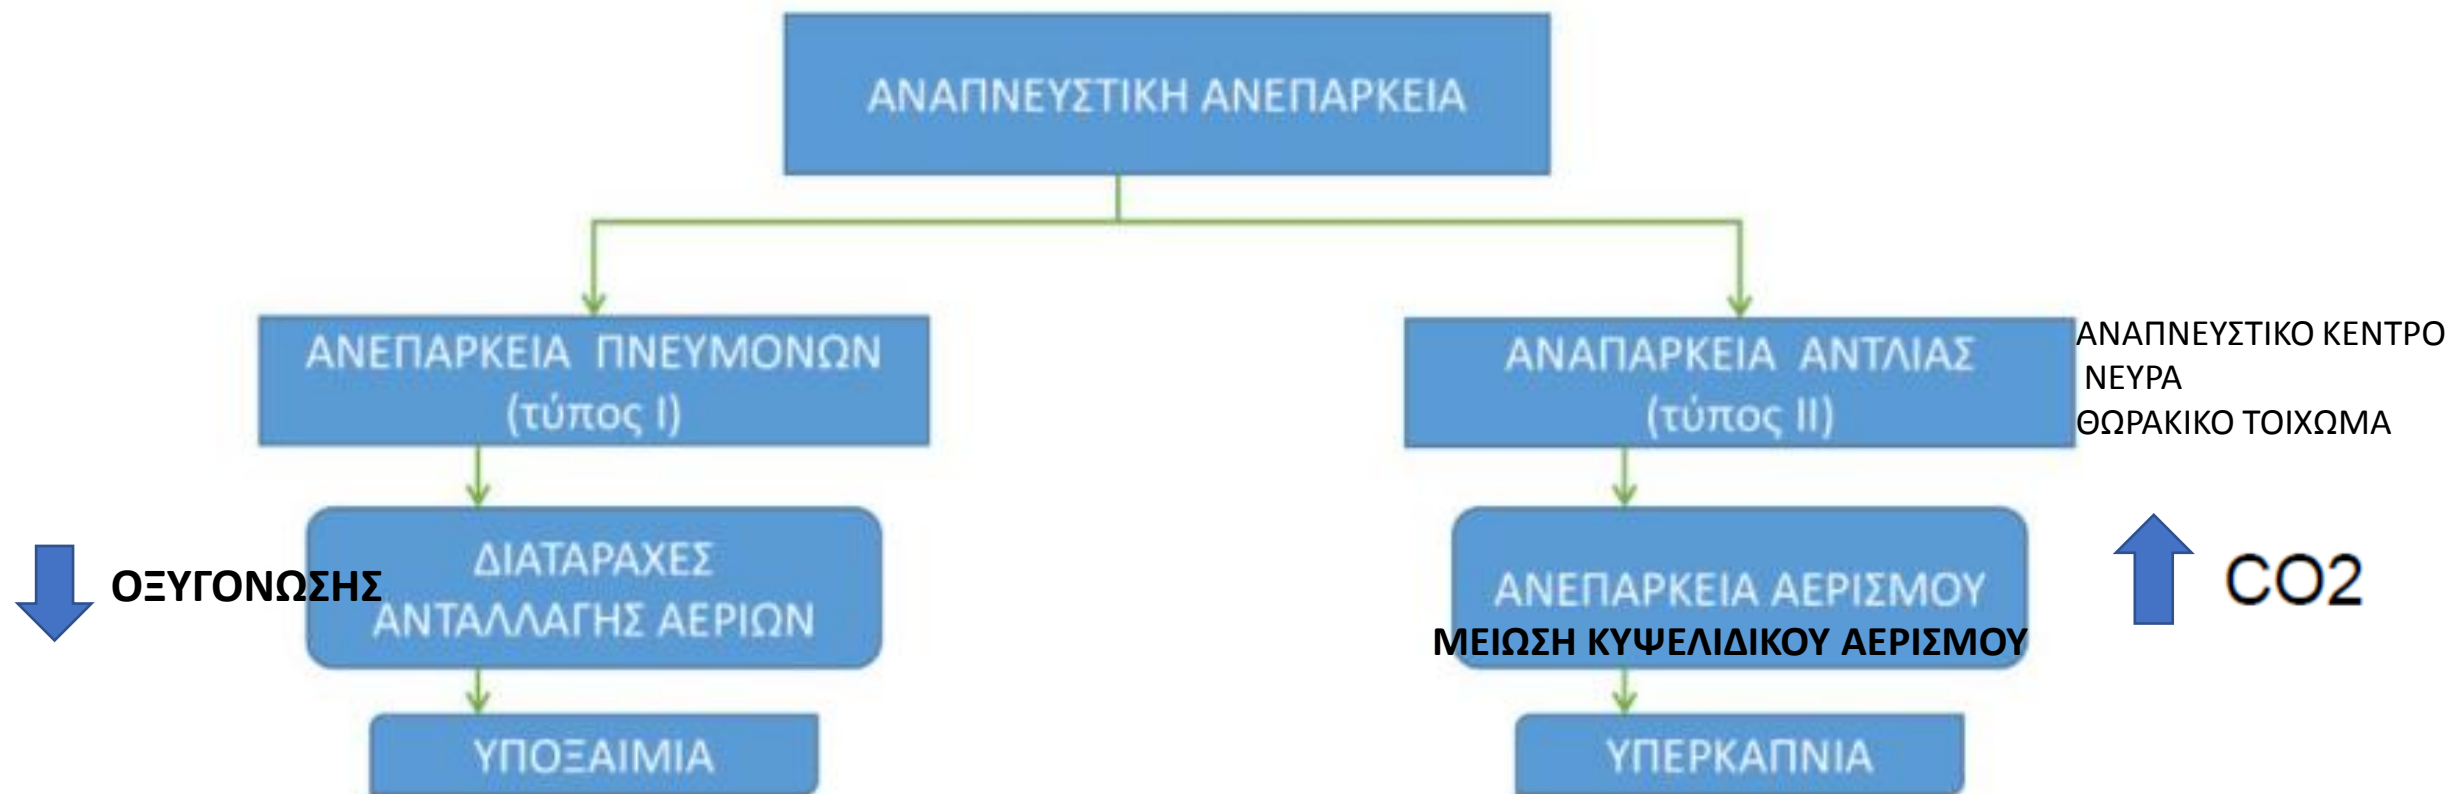 ΑΝΑΠΝΕΥΣΤΙΚΗ ΑΝΕΠΑΡΚΕΙΑ
ΑΝΕΠΑΡΚΕΙΑ ΠΝΕΥΜΟΝΩΝ
(τύπος Ι)
ΑΝΑΠΑΡΚΕΙΑ ΑΝΤΛΙΑΣ
(τύπος ΙΙ)
ΑΝΑΠΝΕΥΣΤΙΚΟ ΚΕΝΤΡΟ
ΝΕΥΡΑ
ΘΩΡΑΚΙΚΟ ΤΟΙΧΩΜΑ
ΟΞΥΓΟΝΩΣΗΣ
ΔΙΑΤΑΡΑΧΕΣ
ΑΝΤΑΛΛΑΓΗΣ ΑΕΡΙΩΝ
ΑΝΕΠΑΡΚΕΙΑ ΑΕΡΙΣΜΟΥ
ΜΕΙΩΣΗ ΚΥΨΕΛΙΔΙΚΟΥ ΑΕΡΙΣΜΟΥ
CO2
ΥΠΟΞΑΙΜΙΑ
ΥΠΕΡΚΑΠΝΙΑ